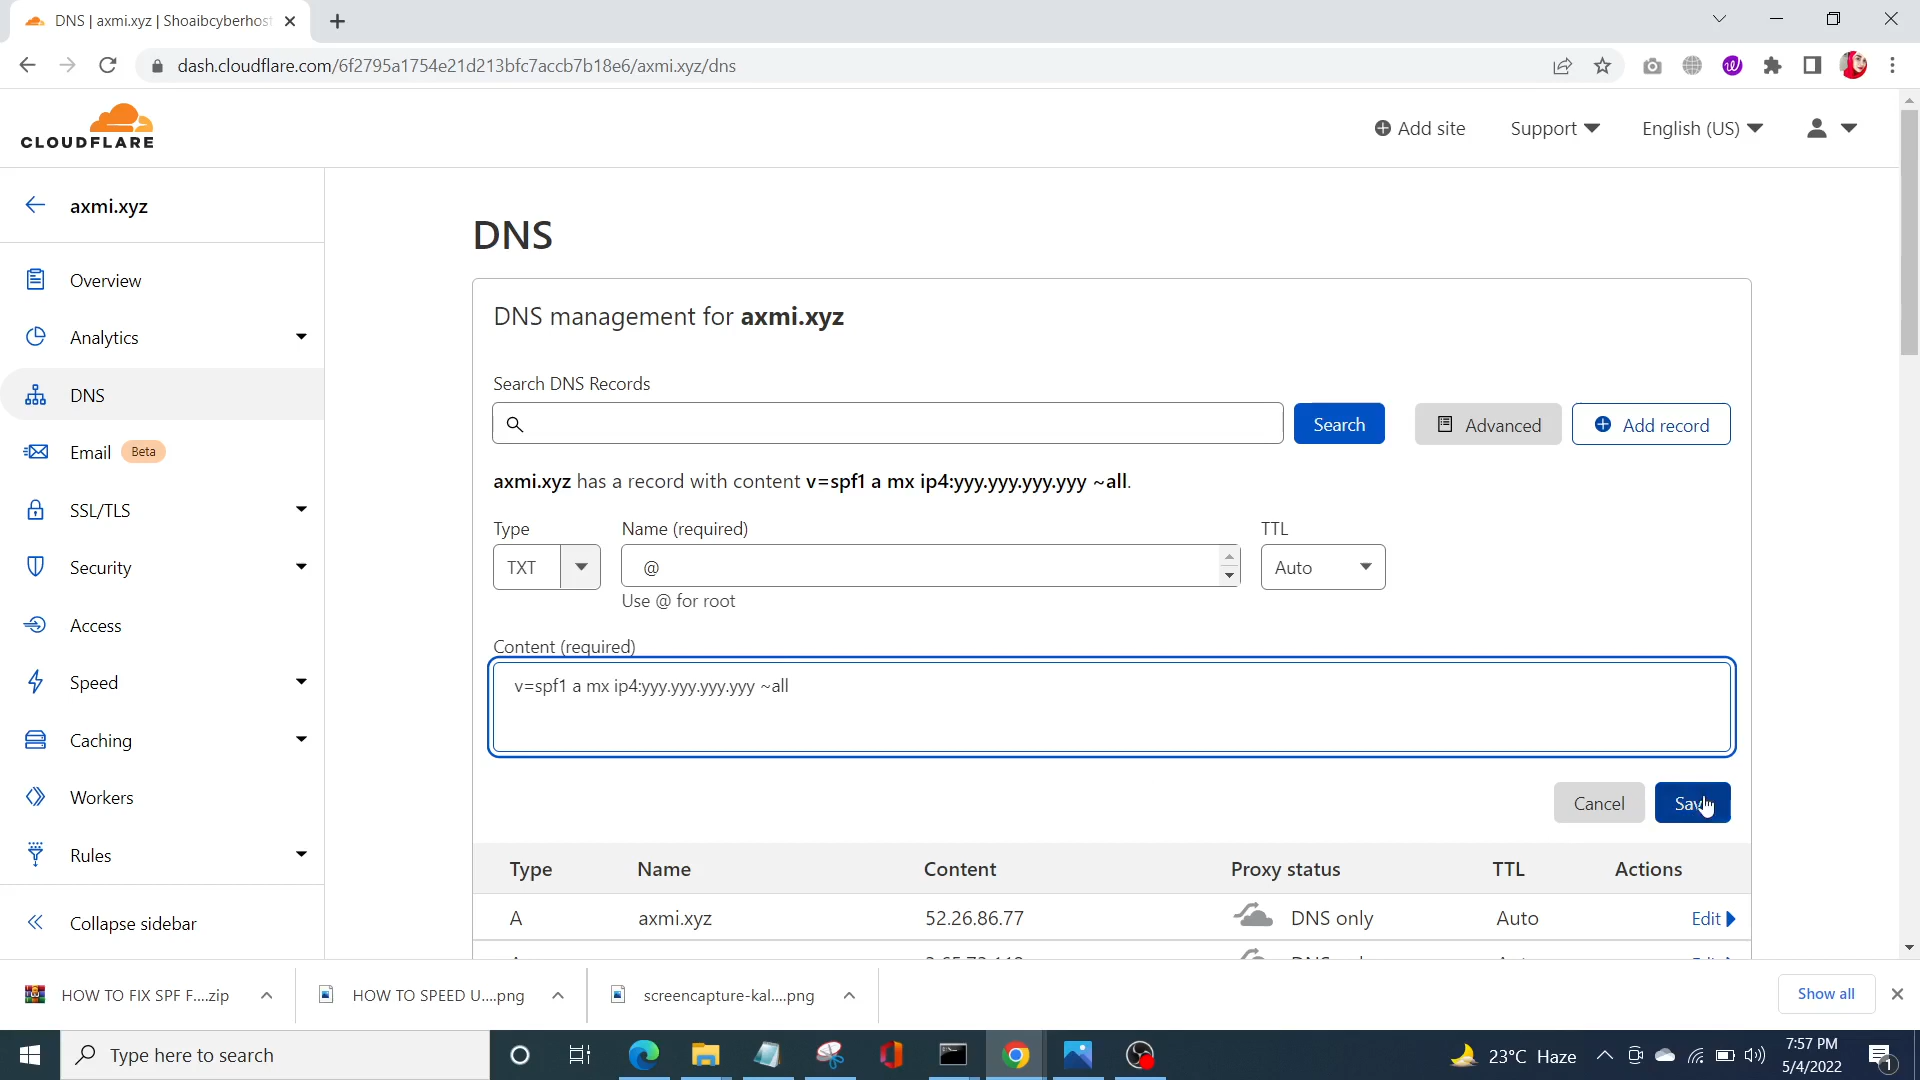 DNS | axmi.xyz | Shoaibcyberhost
dash.cloudflare.com/6f2795a1754e21d213bfc7accb7b18e6/axmi.xyz/dns
CLOUDFLARE
Add site
Support
English (US)
axmi.xyz
Overview
Analytics
DNS
Email Beta
SSL/TLS
Security
Access
Speed
Caching
Workers
Rules
Collapse sidebar
DNS
DNS management for axmi.xyz
Search DNS Records
Search
Advanced
Add record
axmi.xyz has a record with content v=spf1 a mx ip4:yyy.yyy.yyy.yyy ~all.
Type Name (required) TTL
TXT @ Auto
Use @ for root
Content (required)
v=spf1 a mx ip4:yyy.yyy.yyy.yyy ~all
Cancel Save
Type Name Content Proxy status TTL Actions
A axmi.xyz 52.26.86.77 DNS only Auto Edit
HOW TO FIX SPF F....zip
HOW TO SPEED U....png
screencapture-kal....png
Show all
Type here to search
23°C Haze
7:57 PM
5/4/2022
1